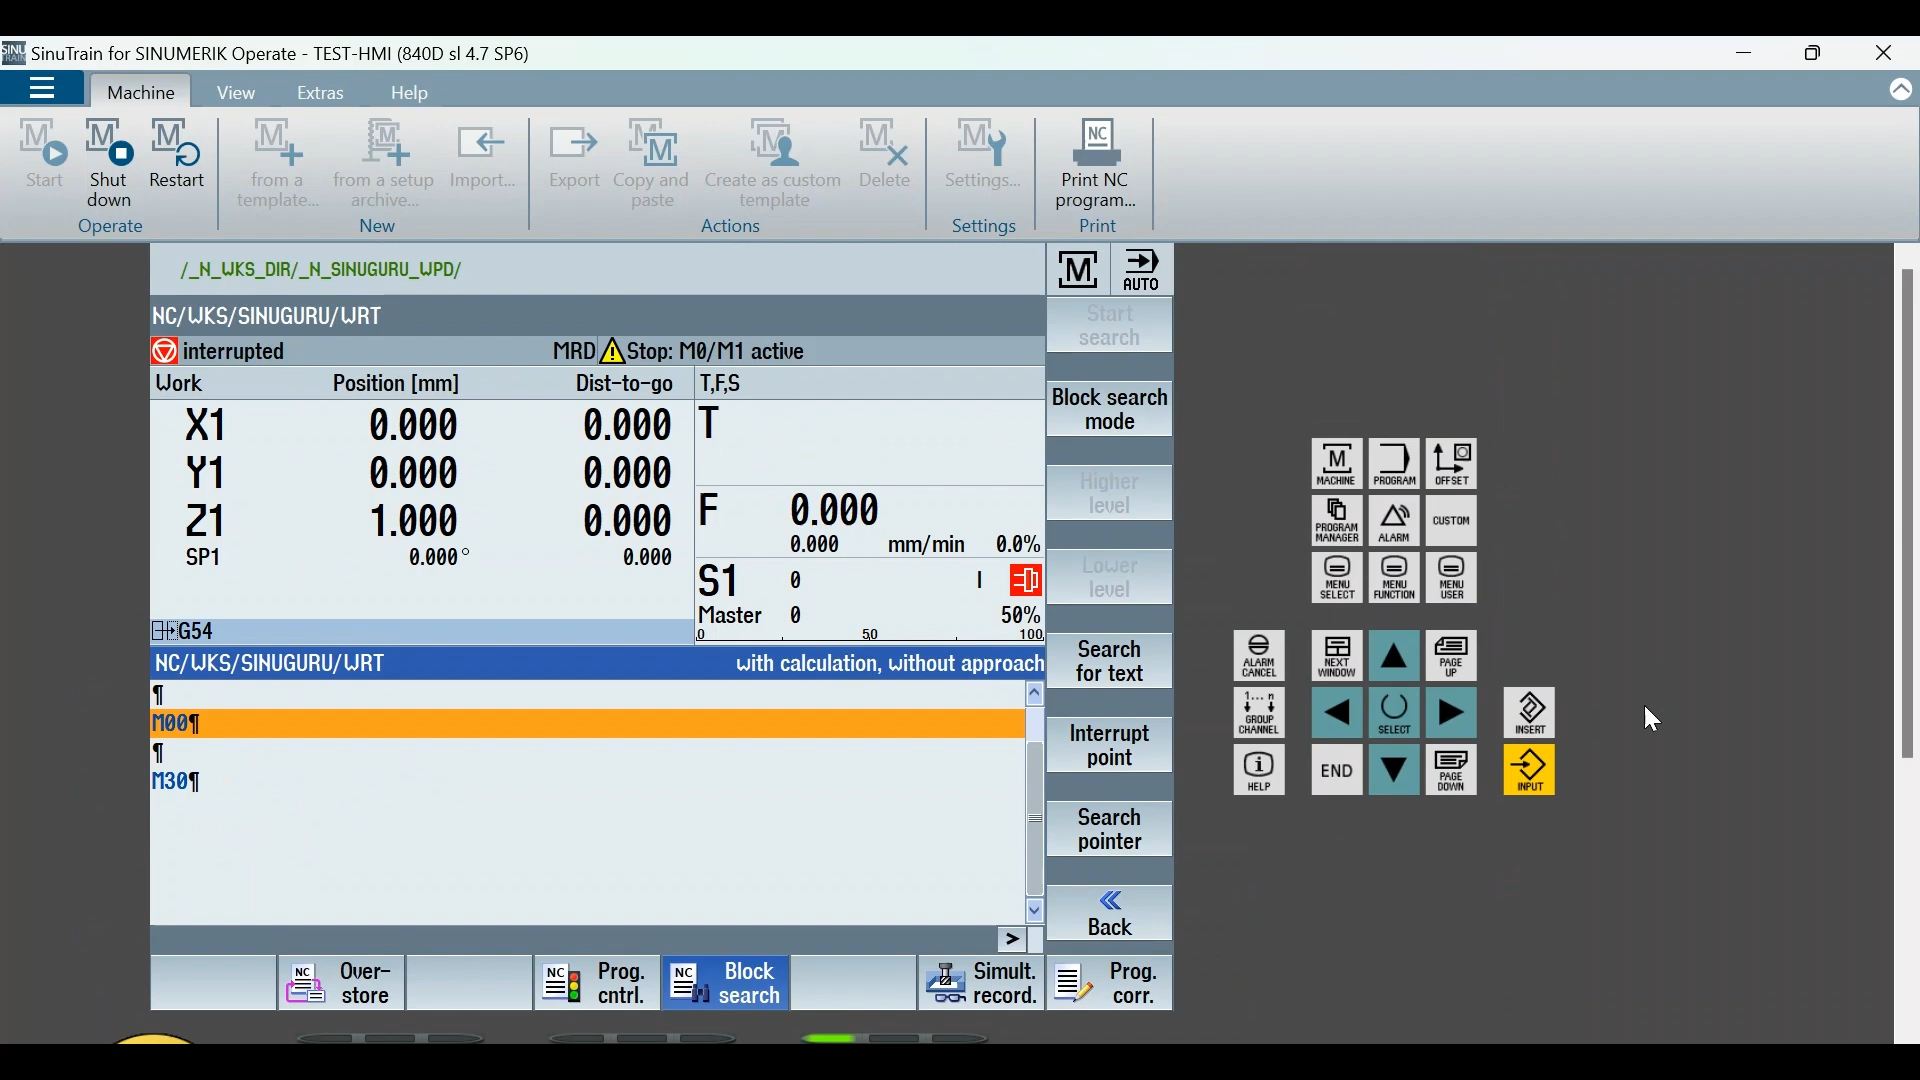 SINU
TRAIN
SinuTrain for SINUMERIK Operate - TEST-HMI (840D sl 4.7 SP6)
Machine
View
Extras
Help
Start
Shut
down
Restart
Operate
from a
template...
from a setup
archive...
Import...
New
Export
Copy and
paste
Create as custom
template
Delete
Actions
Settings...
Settings
NC
Print NC
program...
Print
/_N_WKS_DIR/_N_SINUGURU_WPD/
M
AUTO
NC/WKS/SINUGURU/WRT
interrupted
MRD
Stop: M0/M1 active
Work Position [mm] Dist-to-go
X1 0.000 0.000
Y1 0.000 0.000
Z1 1.000 0.000
SP1 0.000° 0.000
G54
T,F,S
T
F 0.000
0.000 mm/min 0.0%
S1 0 I
Master 0 50%
0 50 100
NC/WKS/SINUGURU/WRT with calculation, without approach
¶
M00¶
¶
M30¶
>
Start
search
Block search
mode
Higher
level
Lower
level
Search
for text
Interrupt
point
Search
pointer
Back
NC
Over-
store
NC
Prog.
cntrl.
NC
Block
search
Simult.
record.
Prog.
corr.
M
MACHINE
PROGRAM
OFFSET
PROGRAM
MANAGER
ALARM
CUSTOM
MENU
SELECT
MENU
FUNCTION
MENU
USER
ALARM
CANCEL
NEXT
WINDOW
PAGE
UP
1... n
GROUP
CHANNEL
SELECT
INSERT
HELP
END
PAGE
DOWN
INPUT